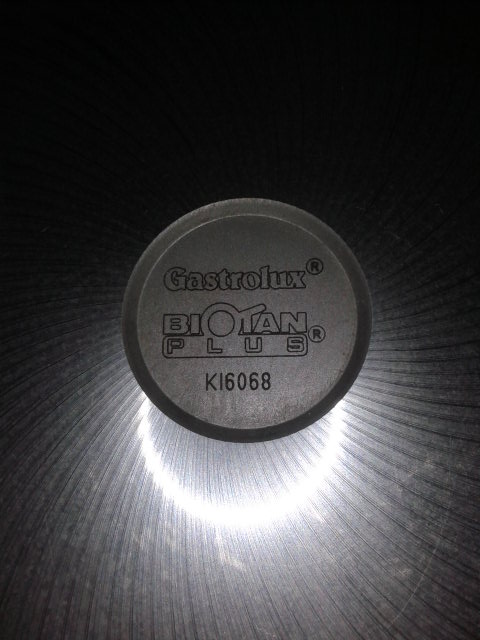 Gastrolux®
BIOTAN
PLUS®
KI6068